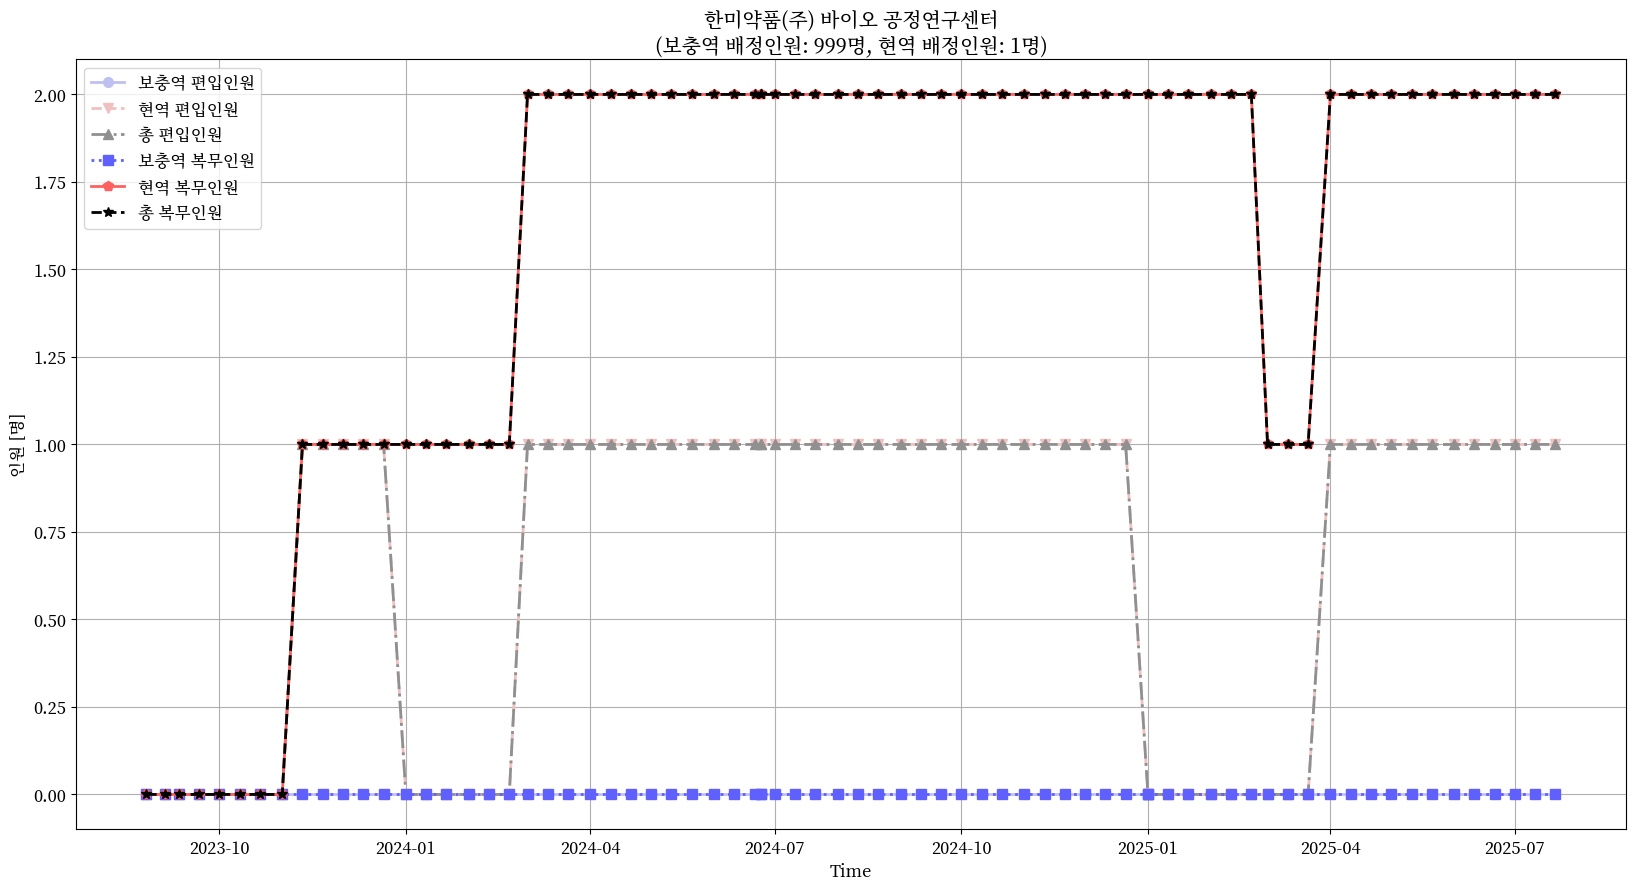 한미약품(주) 바이오 공정연구센터
(보충역 배정인원: 999명, 현역 배정인원: 1명)
보충역 편입인원
현역 편입인원
총 편입인원
보충역 복무인원
현역 복무인원
총 복무인원
2.00
1.75
1.50
1.25
1.00
0.75
0.50
0.25
0.00
인원 [명]
2023-10
2024-01
2024-04
2024-07
2024-10
2025-01
2025-04
2025-07
Time